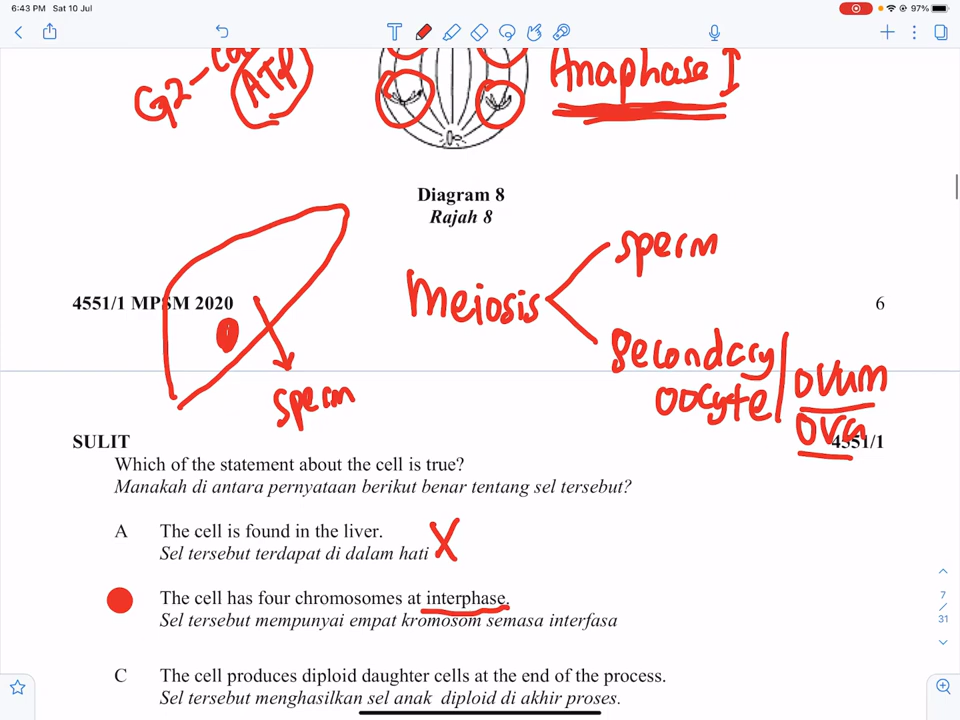 6:43 PM Sat 10 Jul
97%
G2 -
ATP
Anaphase I
Diagram 8
Rajah 8
sperm
meiosis
4551/1 MPSM 2020
6
secondary
oocyte / ovum
ova
sperm
SULIT
4551/1
Which of the statement about the cell is true?
Manakah di antara pernyataan berikut benar tentang sel tersebut?
A The cell is found in the liver.
Sel tersebut terdapat di dalam hati
X
The cell has four chromosomes at interphase.
Sel tersebut mempunyai empat kromosom semasa interfasa
7
/
31
C The cell produces diploid daughter cells at the end of the process.
Sel tersebut menghasilkan sel anak diploid di akhir proses.